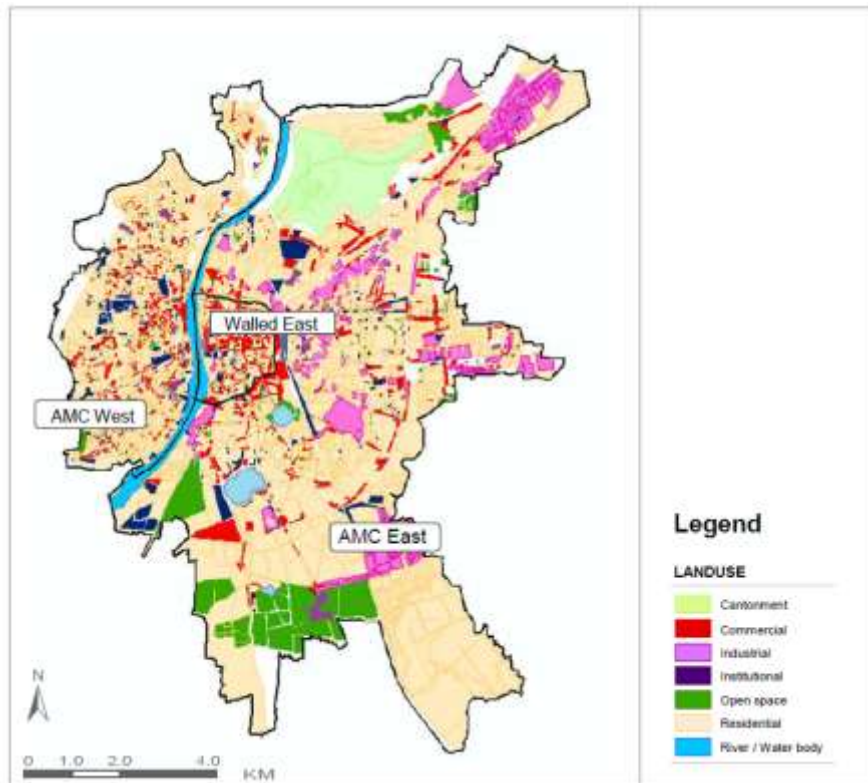 Walled East
AMC West
AMC East
Legend
LANDUSE
Cantonment
Commercial
Industrial
Institutional
Open space
Residential
River / Water body
N
0 1.0 2.0 4.0
KM